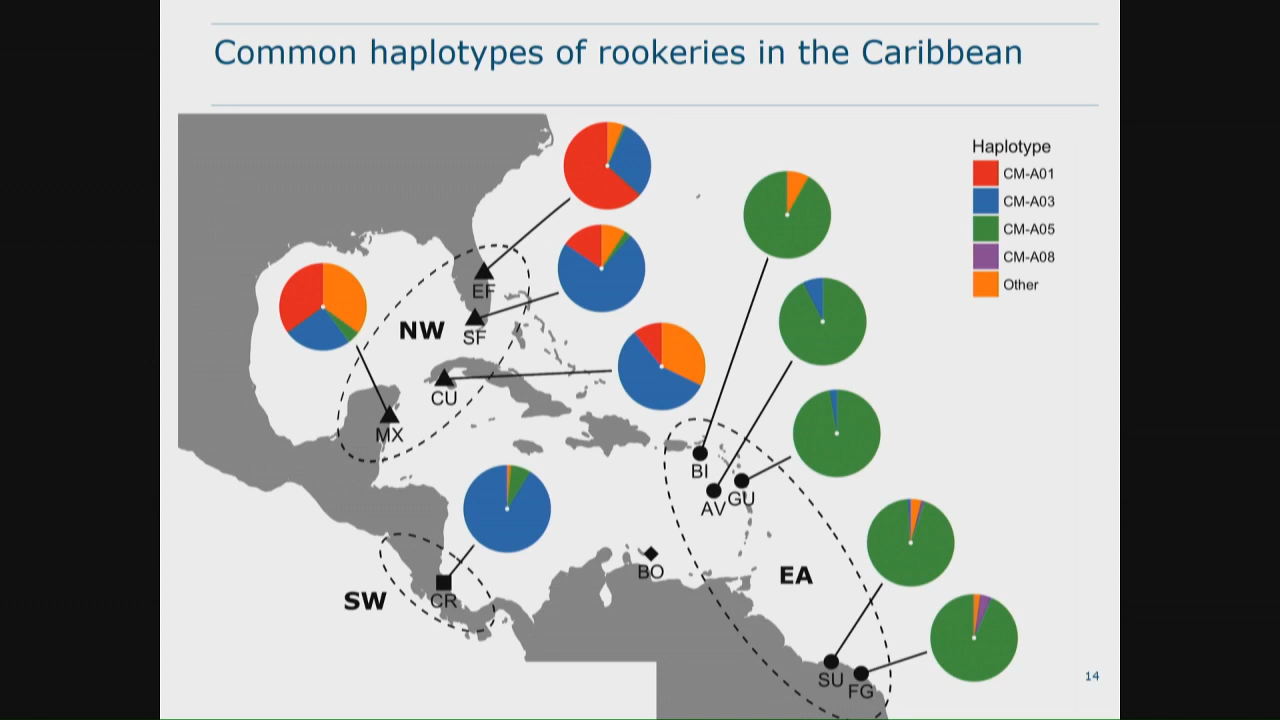 Common haplotypes of rookeries in the Caribbean
Haplotype
CM-A01
CM-A03
CM-A05
CM-A08
Other
EF
NW
SF
CU
MX
BI
GU
AV
BO
EA
SW
CR
SU
FG
14